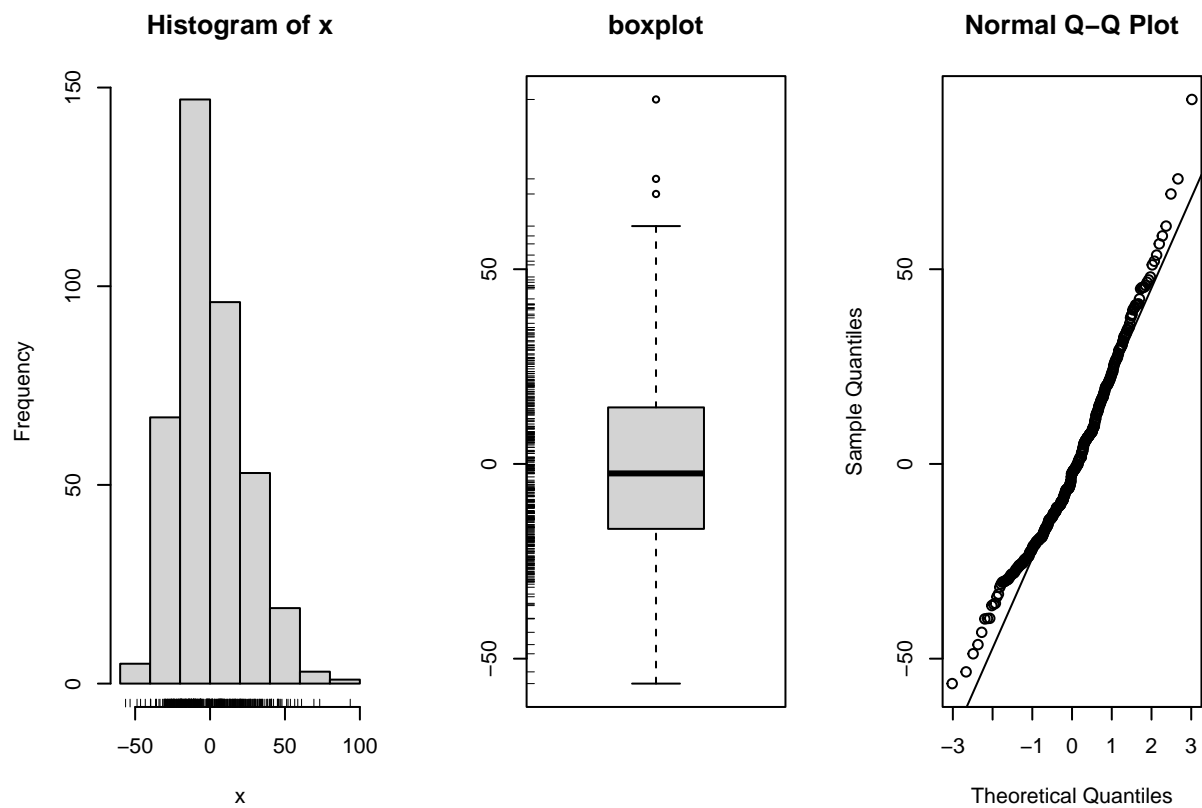 Histogram of x
Frequency
150
100
50
0
−50 0 50 100
x
boxplot
50
0
−50
Normal Q−Q Plot
Sample Quantiles
50
0
−50
−3 −1 0 1 2 3
Theoretical Quantiles